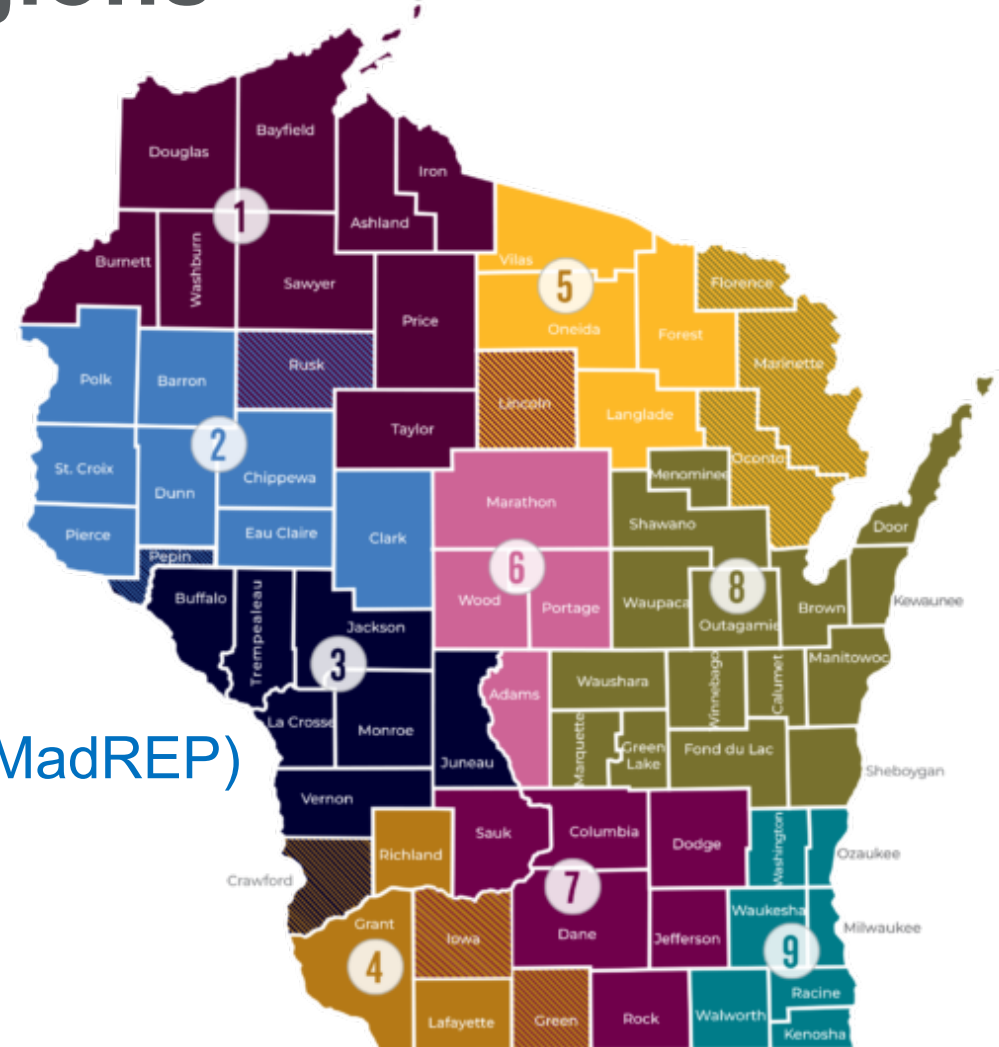 gions
Douglas
Bayfield
Iron
Ashland
1
Burnett
Washburn
Sawyer
Price
Vilas
5
Oneida
Florence
Forest
Marinette
Polk
Barron
Rusk
Lincoln
Langlade
Taylor
2
St. Croix
Dunn
Chippewa
Oconto
Menominee
Marathon
Shawano
Door
Pierce
Eau Claire
Clark
Pepin
6
8
Buffalo
Trempealeau
Jackson
Wood
Portage
Waupaca
Outagamie
Brown
Kewaunee
3
Manitowoc
Adams
Waushara
Winnebago
Calumet
La Crosse
Monroe
Juneau
Marquette
Green
Lake
Fond du Lac
Sheboygan
MadREP)
Vernon
Sauk
Columbia
Dodge
Washington
Ozaukee
Richland
Crawford
7
Grant
Iowa
Dane
Jefferson
Waukesha
Milwaukee
4
9
Racine
Lafayette
Green
Rock
Walworth
Kenosha